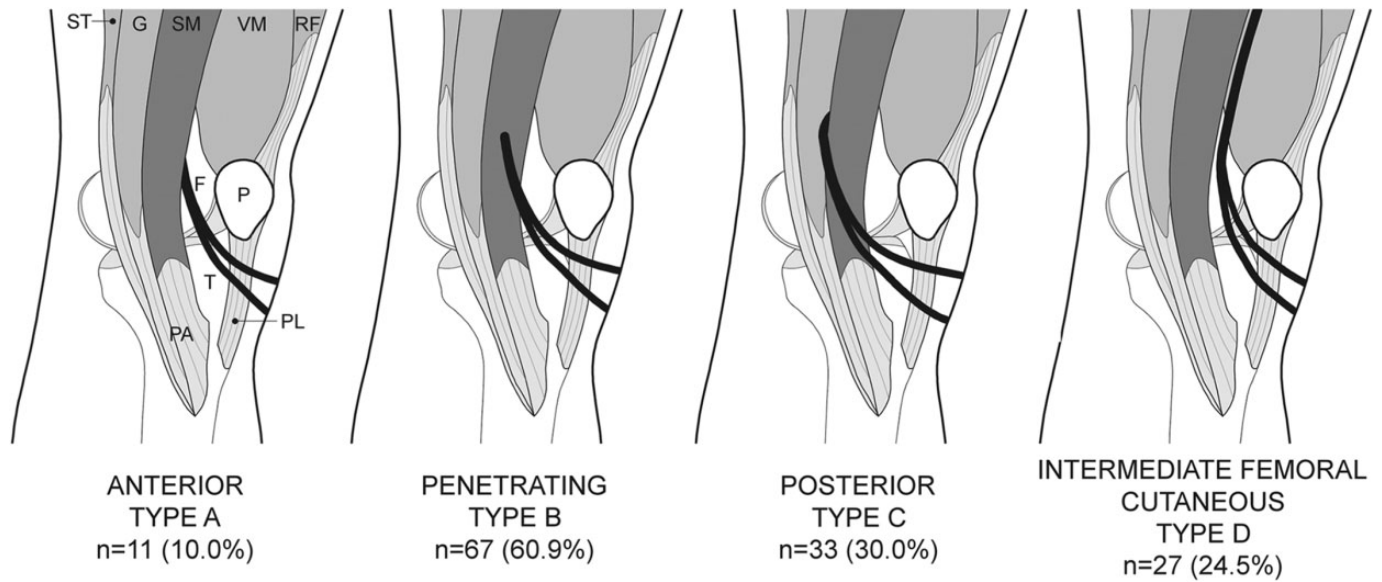 ST G SM VM RF
F P
T
PA PL
ANTERIOR
TYPE A
n=11 (10.0%)
PENETRATING
TYPE B
n=67 (60.9%)
POSTERIOR
TYPE C
n=33 (30.0%)
INTERMEDIATE FEMORAL
CUTANEOUS
TYPE D
n=27 (24.5%)